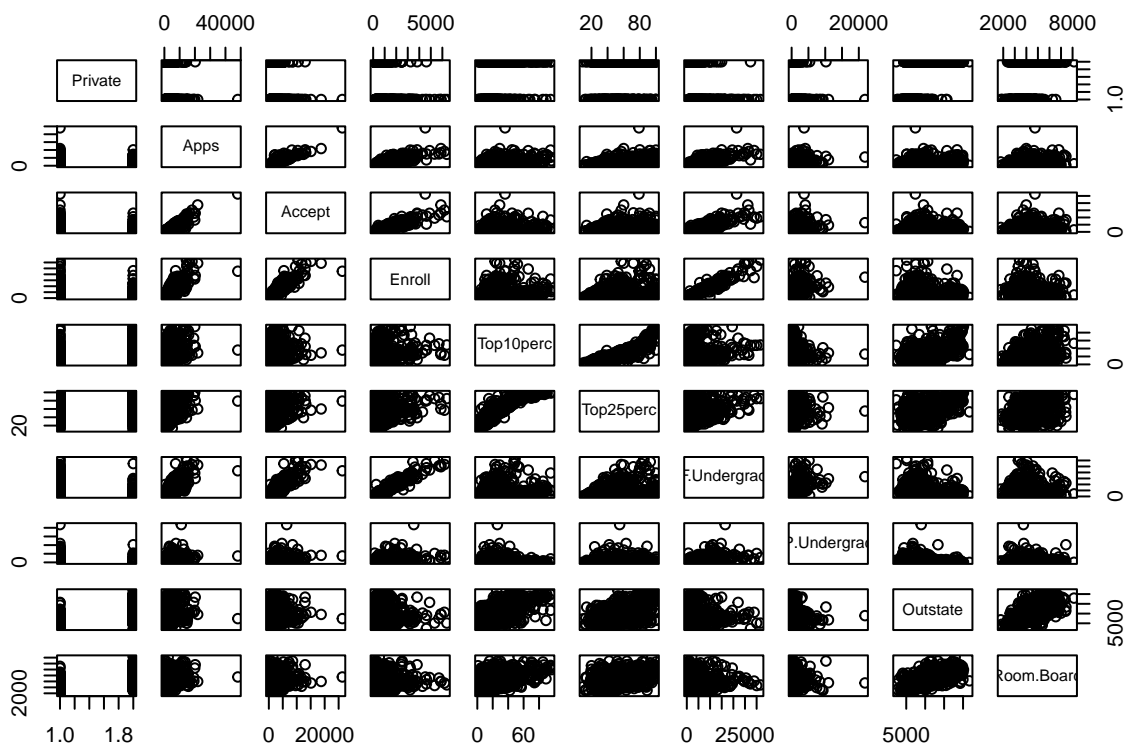 0 40000 0 5000 20 80 0 20000 2000 8000
Private 1.0
0 Apps
Accept 0
0 Enroll
Top10perc 0
20 Top25perc
F.Undergrad 0
0 P.Undergrad
Outstate 5000
2000 Room.Board
1.0 1.8 0 20000 0 60 0 25000 5000